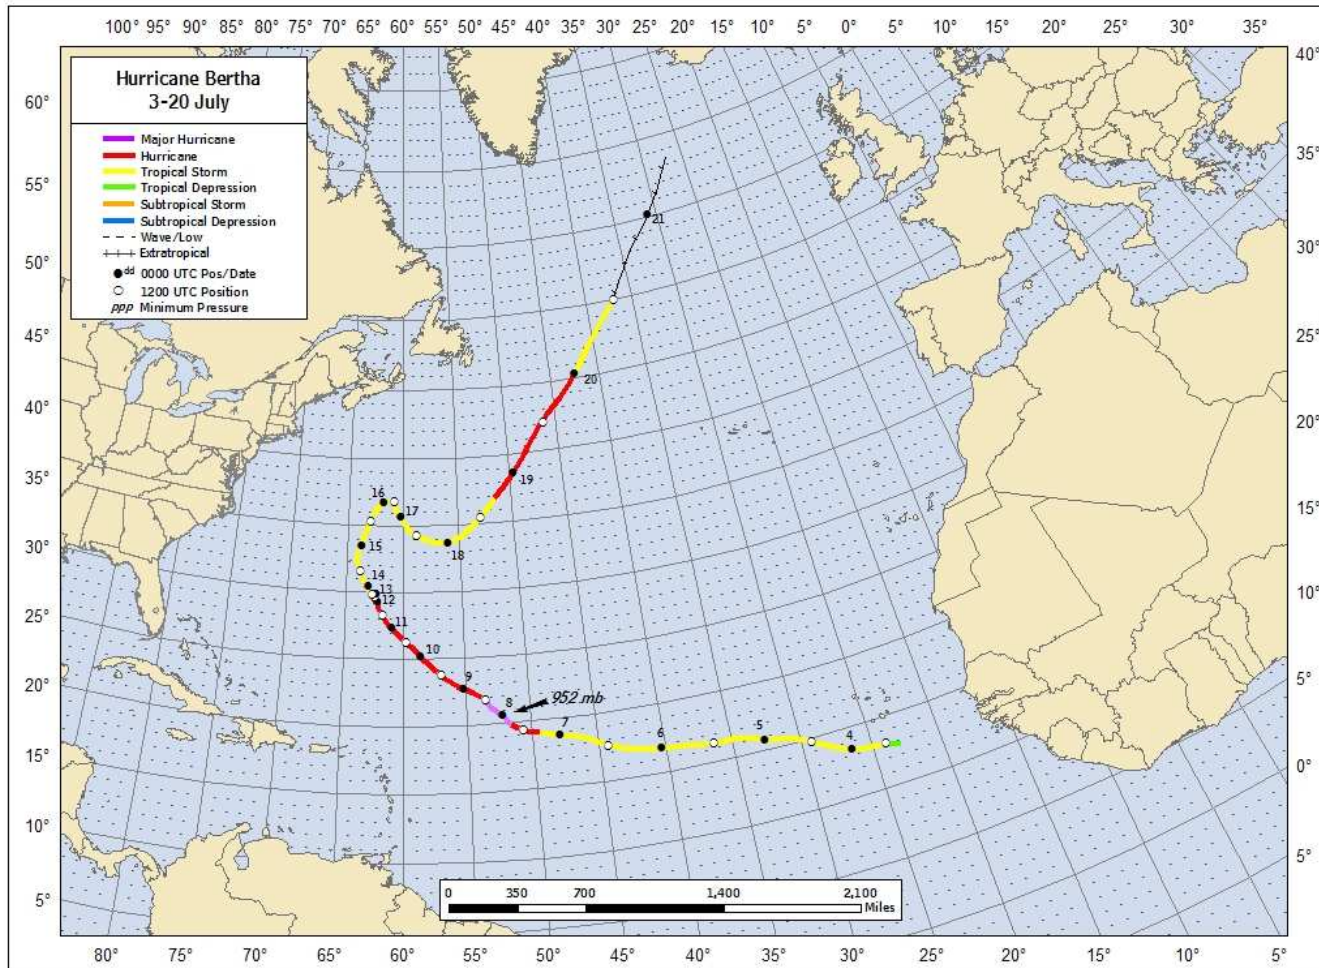 100° 95° 90° 85° 80° 75° 70° 65° 60° 55° 50° 45° 40° 35° 30° 25° 20° 15° 10° 5° 0° 5° 10° 15° 20° 25° 30° 35°
Hurricane Bertha
3-20 July
Major Hurricane
Hurricane
Tropical Storm
Tropical Depression
Subtropical Storm
Subtropical Depression
Wave/Low
Extratropical
dd 0000 UTC Pos/Date
1200 UTC Position
ppp Minimum Pressure
60°
55°
50°
45°
40°
35°
30°
25°
20°
15°
10°
5°
40°
35°
30°
25°
20°
15°
10°
5°
0°
5°
21
20
19
16
17
18
15
14
13
12
11
10
9
8
952 mb
7
6
5
4
0 350 700 1,400 2,100
Miles
80° 75° 70° 65° 60° 55° 50° 45° 40° 35° 30° 25° 20° 15° 10° 5°